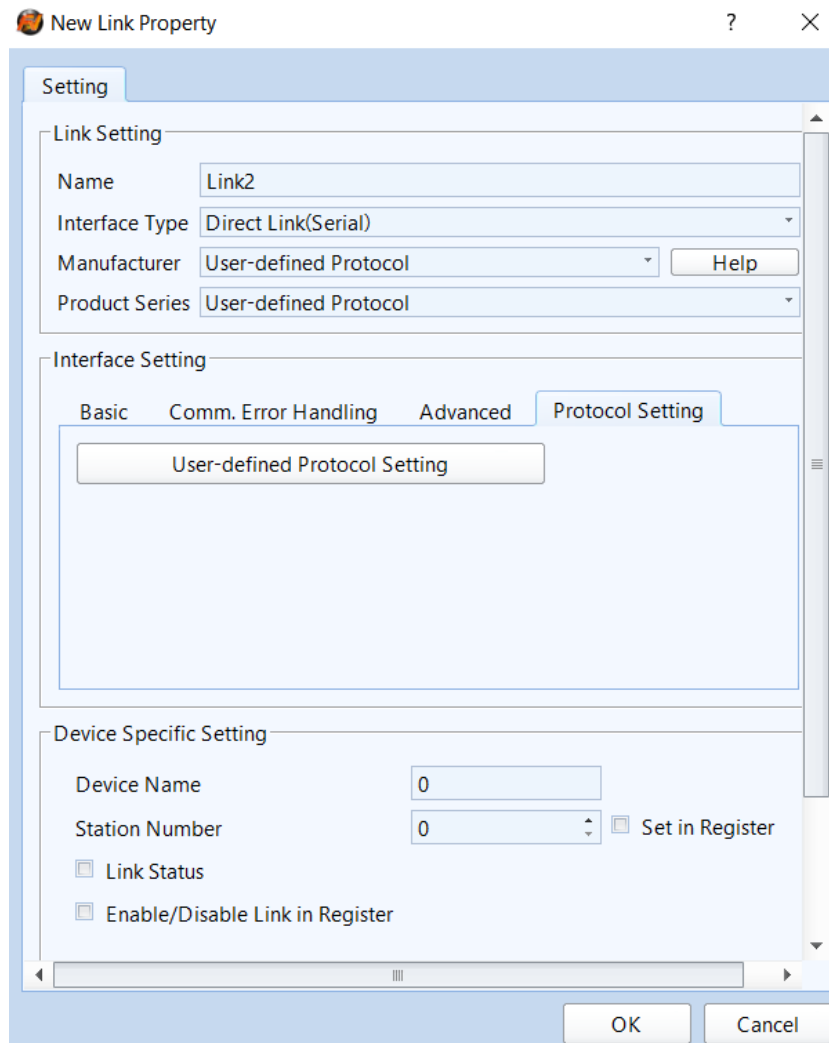 New Link Property
Setting
Link Setting
Name Link2
Interface Type Direct Link(Serial)
Manufacturer User-defined Protocol Help
Product Series User-defined Protocol
Interface Setting
Basic Comm. Error Handling Advanced Protocol Setting
User-defined Protocol Setting
Device Specific Setting
Device Name 0
Station Number 0 Set in Register
Link Status
Enable/Disable Link in Register
OK Cancel